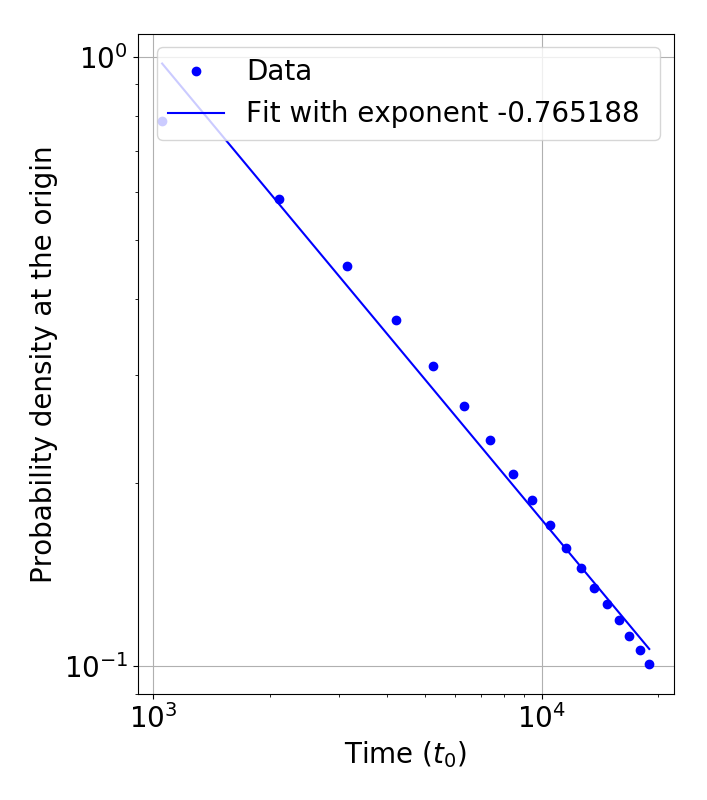 Data
Fit with exponent -0.765188
10⁰
10⁻¹
Probability density at the origin
10³
10⁴
Time (t₀)